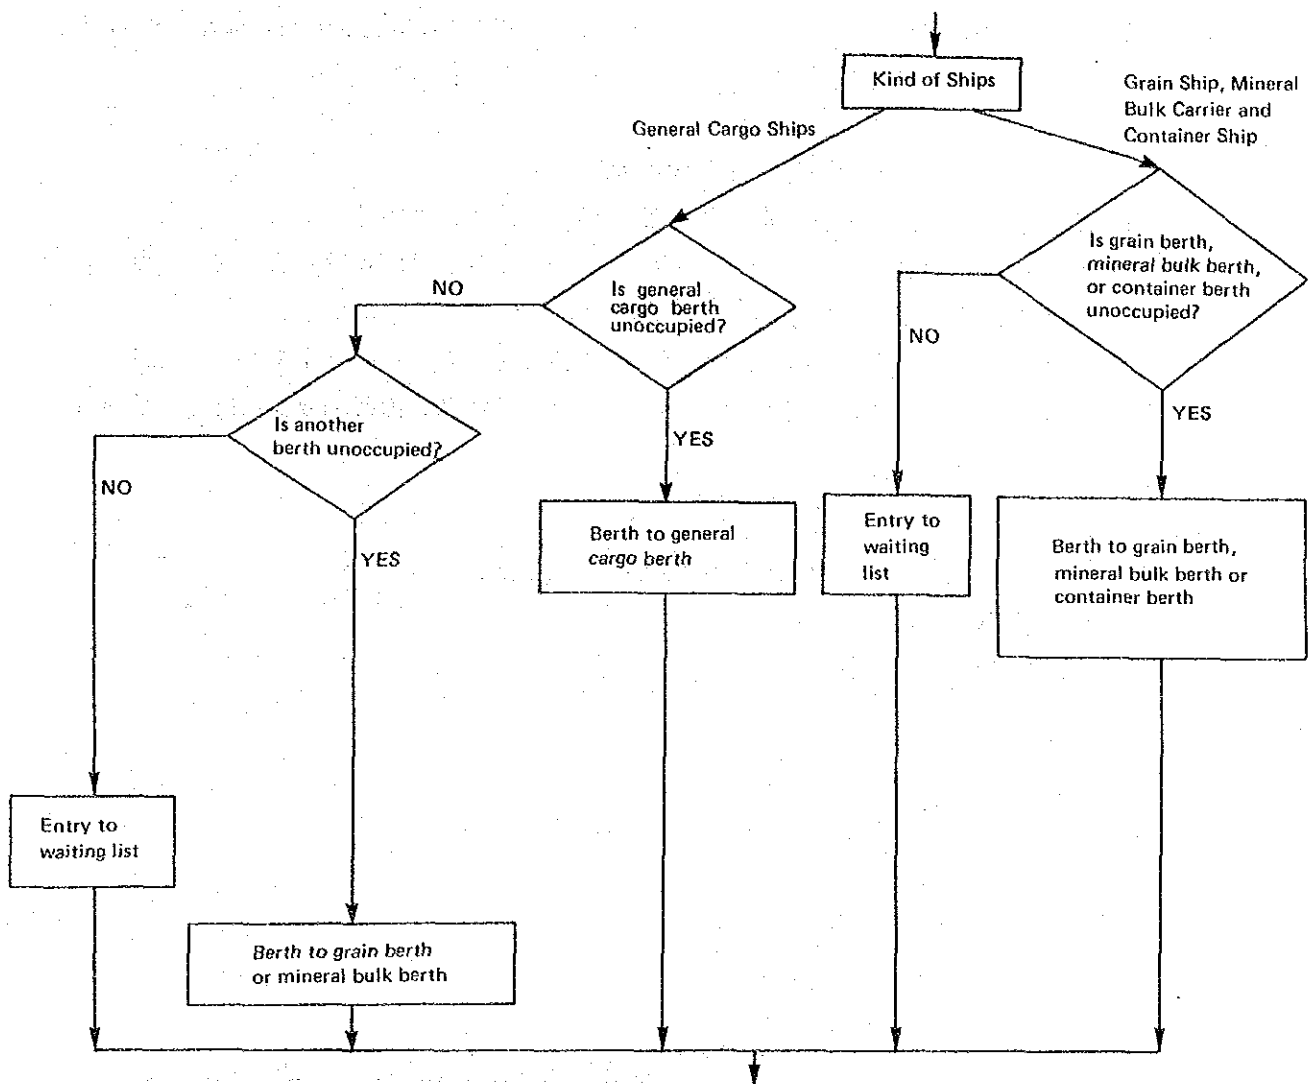 Kind of Ships
General Cargo Ships
Grain Ship, Mineral
Bulk Carrier and
Container Ship
Is grain berth,
mineral bulk berth,
or container berth
unoccupied?
Is general
cargo berth
unoccupied?
NO
NO
Is another
berth unoccupied?
YES
YES
NO
YES
Entry to
waiting
list
Berth to general
cargo berth
Berth to grain berth,
mineral bulk berth or
container berth
Entry to
waiting list
Berth to grain berth
or mineral bulk berth